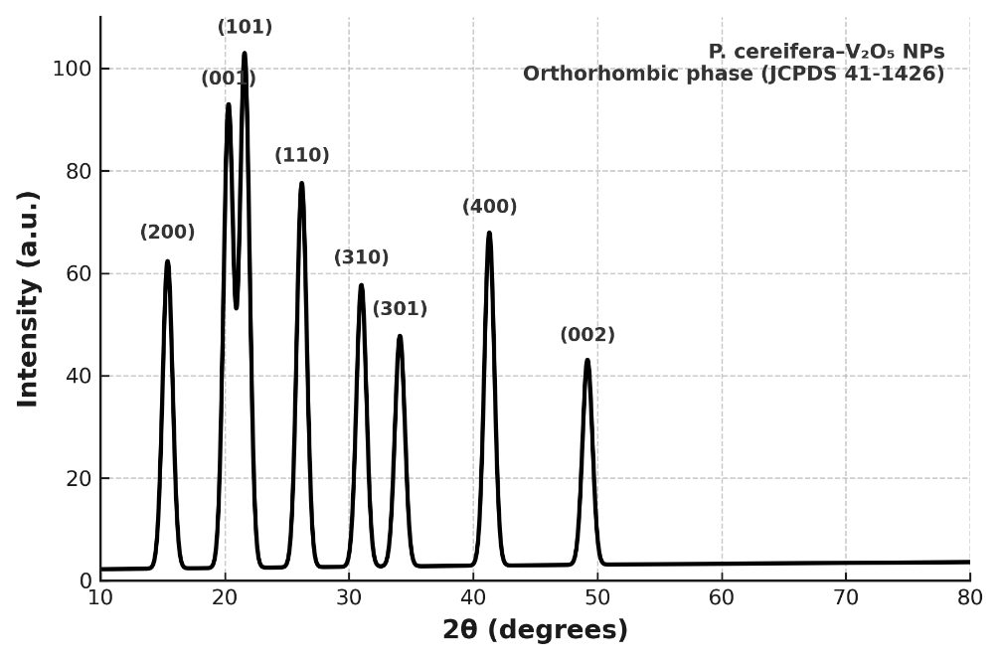 (101)
P. cereifera–V₂O₅ NPs
Orthorhombic phase (JCPDS 41-1426)
(001)
(110)
(200)
(400)
(310)
(301)
(002)
100
80
60
40
20
0
Intensity (a.u.)
10 20 30 40 50 60 70 80
2θ (degrees)